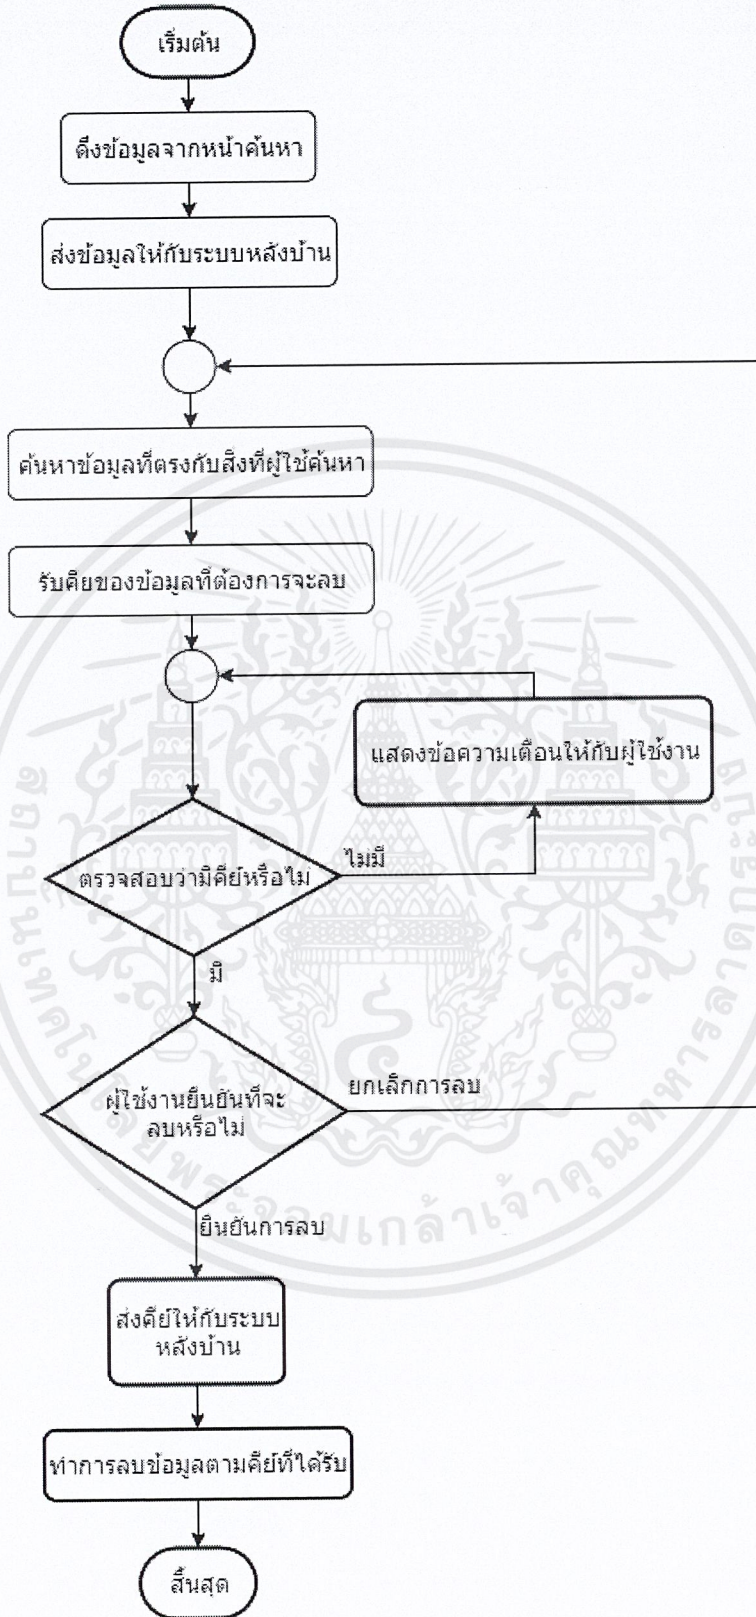 เริ่มต้น
ดึงข้อมูลจากหน้าค้นหา
ส่งข้อมูลให้กับระบบหลังบ้าน
ค้นหาข้อมูลที่ตรงกับสิ่งที่ผู้ใช้ค้นหา
รับคีย์ของข้อมูลที่ต้องการจะลบ
แสดงข้อความเตือนให้กับผู้ใช้งาน
ตรวจสอบว่ามีคีย์หรือไม่
ไม่มี
มี
ผู้ใช้งานยืนยันที่จะ
ลบหรือไม่
ยกเลิกการลบ
ยืนยันการลบ
ส่งคีย์ให้กับระบบ
หลังบ้าน
ทำการลบข้อมูลตามคีย์ที่ได้รับ
สิ้นสุด